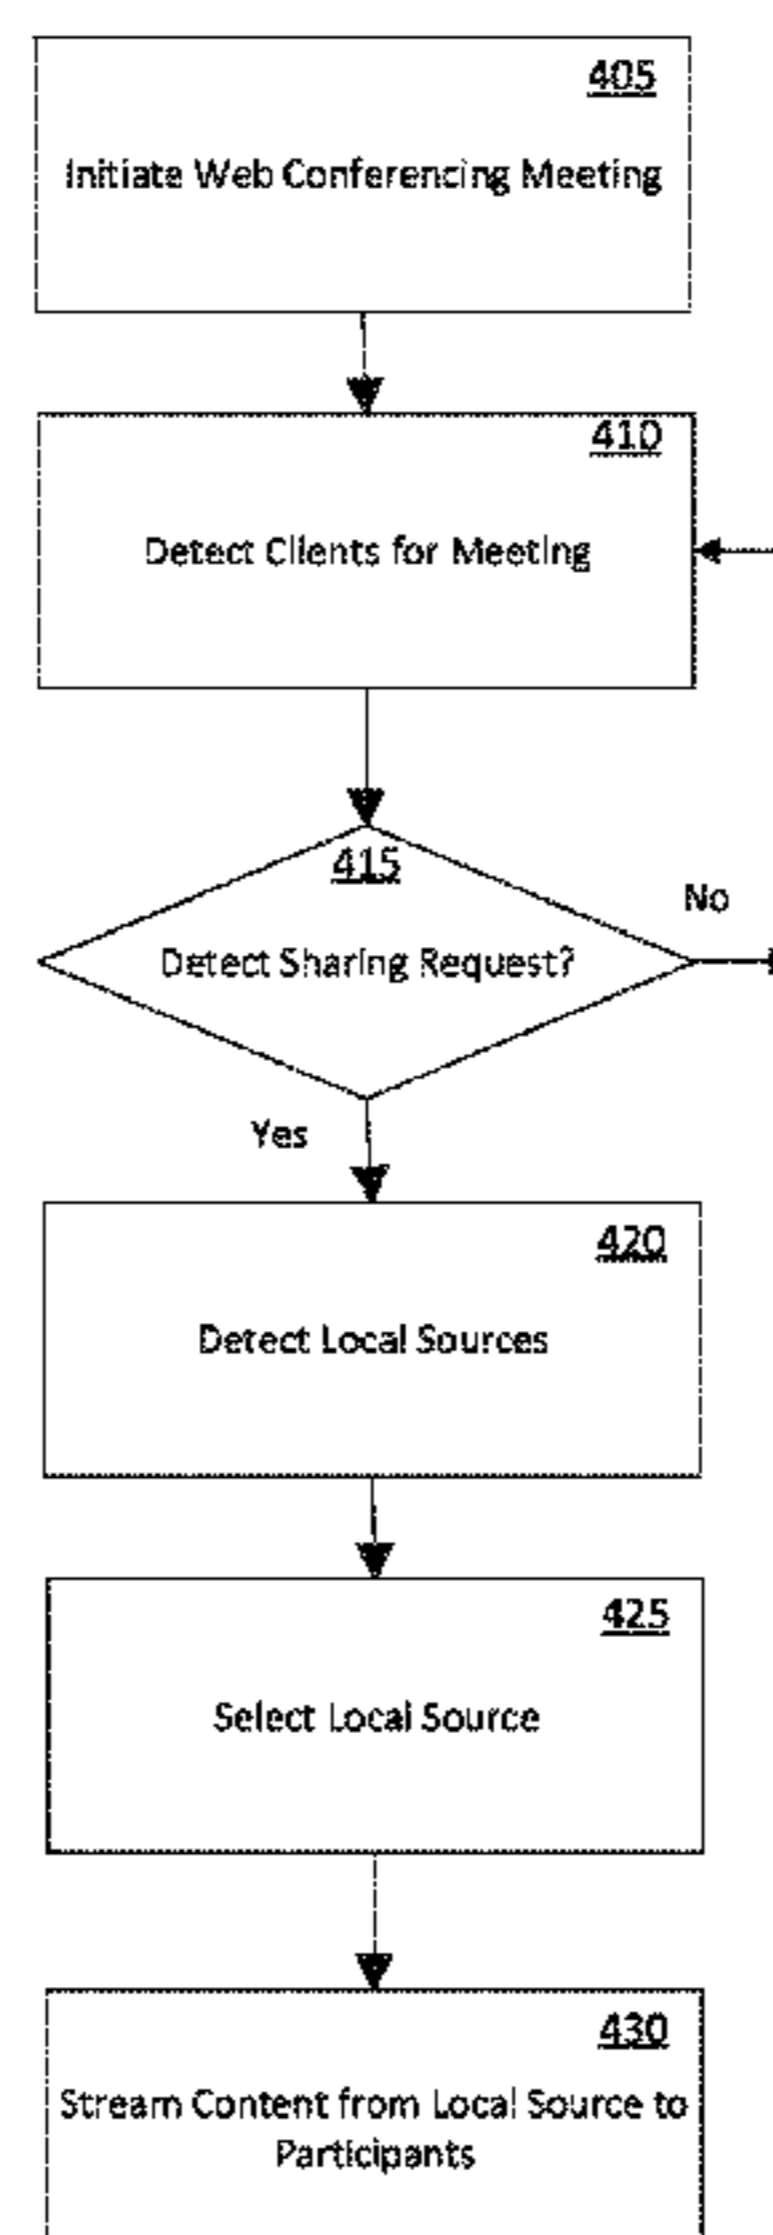 405
Initiate Web Conferencing Meeting
410
Detect Clients for Meeting
415
No
Detect Sharing Request?
Yes
420
Detect Local Sources
425
Select Local Source
430
Stream Content from Local Source to
Participants